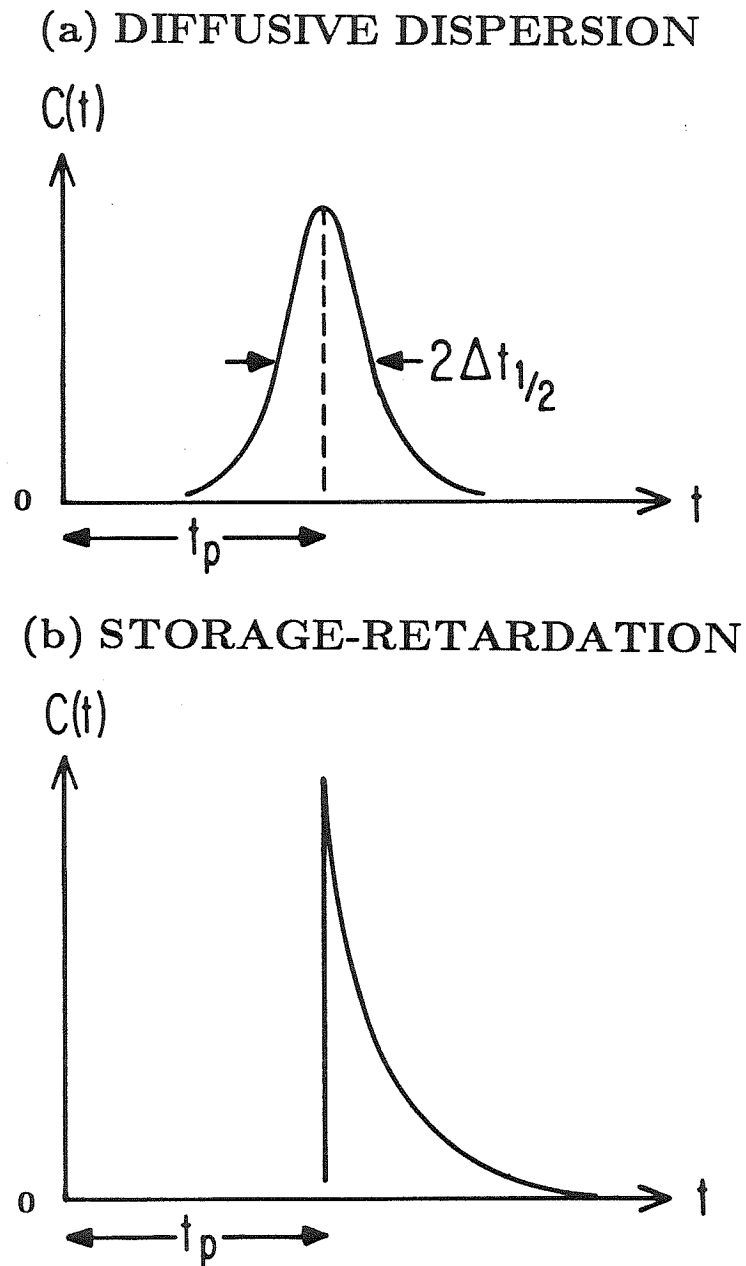 (a) DIFFUSIVE DISPERSION
C(t)
2Δt1/2
0
t
tp
(b) STORAGE-RETARDATION
C(t)
0
t
tp